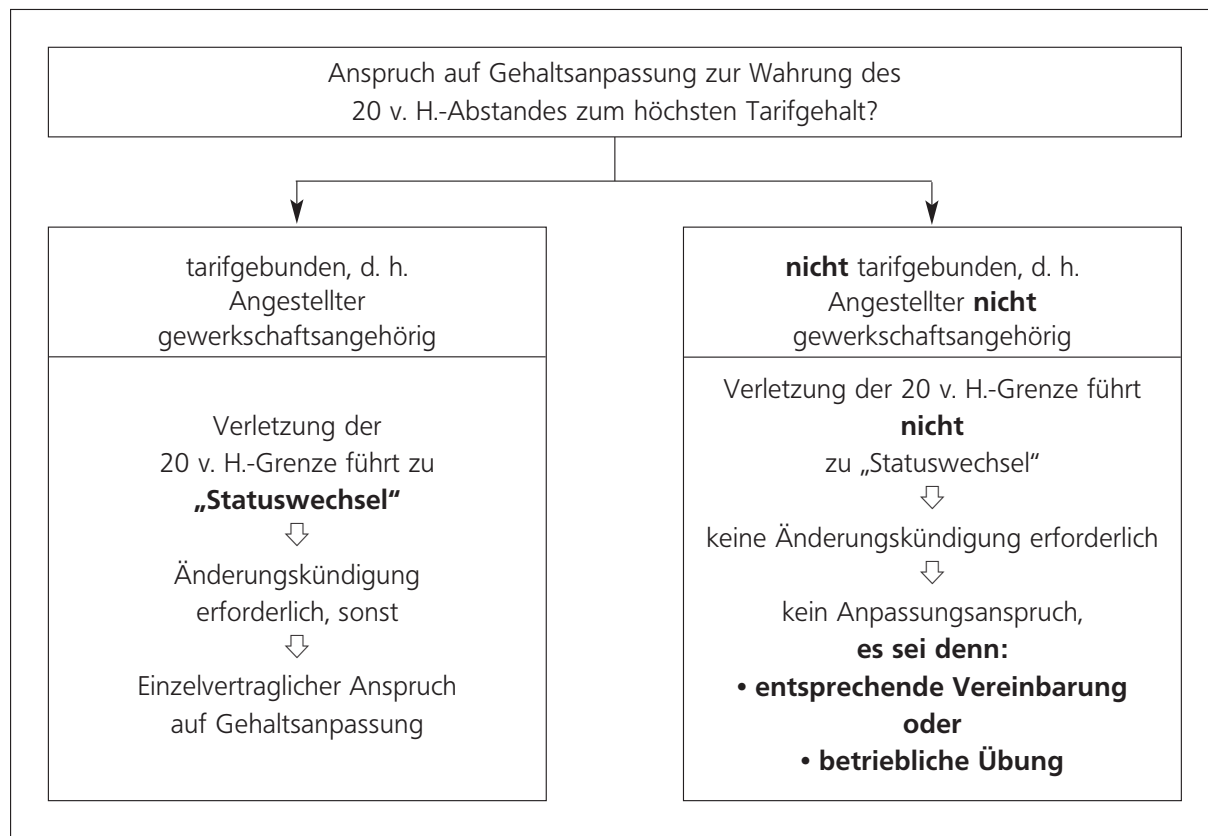 Anspruch auf Gehaltsanpassung zur Wahrung des
20 v. H.-Abstandes zum höchsten Tarifgehalt?
tarifgebunden, d. h.
Angestellter
gewerkschaftsangehörig
Verletzung der
20 v. H.-Grenze führt zu
„Statuswechsel“
Änderungskündigung
erforderlich, sonst
Einzelvertraglicher Anspruch
auf Gehaltsanpassung
nicht tarifgebunden, d. h.
Angestellter nicht
gewerkschaftsangehörig
Verletzung der 20 v. H.-Grenze führt
nicht
zu „Statuswechsel“
keine Änderungskündigung erforderlich
kein Anpassungsanspruch,
es sei denn:
• entsprechende Vereinbarung
oder
• betriebliche Übung